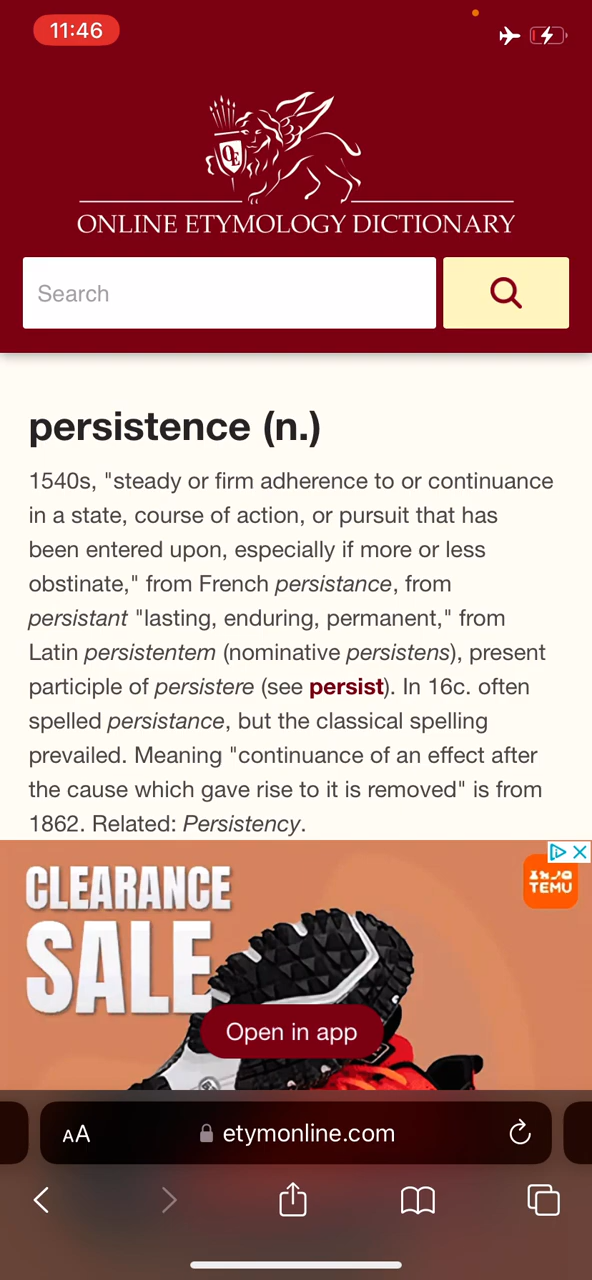 11:46
OE
ONLINE ETYMOLOGY DICTIONARY
Search
persistence (n.)
1540s, "steady or firm adherence to or continuance
in a state, course of action, or pursuit that has
been entered upon, especially if more or less
obstinate," from French persistance, from
persistant "lasting, enduring, permanent," from
Latin persistentem (nominative persistens), present
participle of persistere (see persist). In 16c. often
spelled persistance, but the classical spelling
prevailed. Meaning "continuance of an effect after
the cause which gave rise to it is removed" is from
1862. Related: Persistency.
CLEARANCE
SALE
TEMU
Open in app
AA
etymonline.com